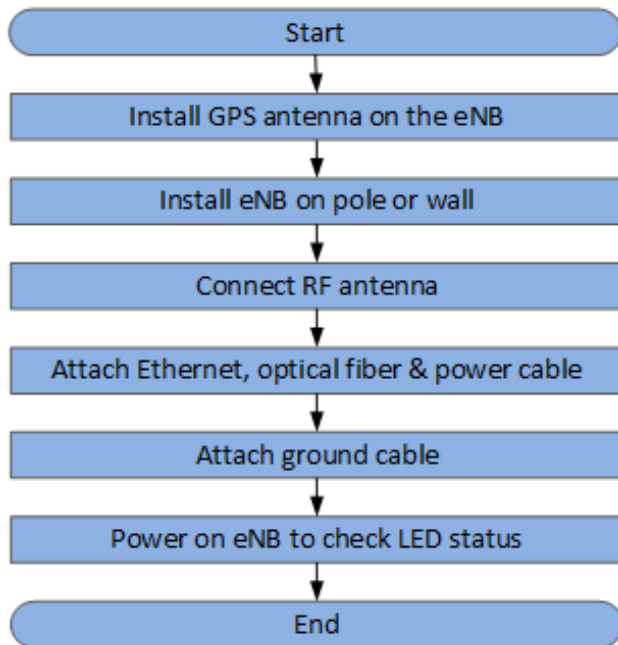 Start
Install GPS antenna on the eNB
Install eNB on pole or wall
Connect RF antenna
Attach Ethernet, optical fiber & power cable
Attach ground cable
Power on eNB to check LED status
End